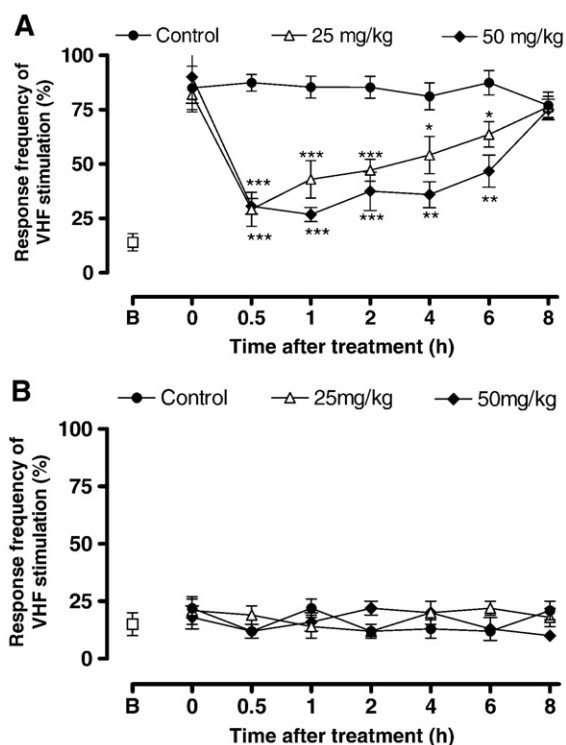 A
Control 25 mg/kg 50 mg/kg
Response frequency of
VHF stimulation (%)
100
75
50
25
0
*** *** *** * *
*** *** *** ** **
B 0 0.5 1 2 4 6 8
Time after treatment (h)
B
Control 25mg/kg 50mg/kg
Response frequency of
VHF stimulation (%)
100
75
50
25
0
B 0 0.5 1 2 4 6 8
Time after treatment (h)